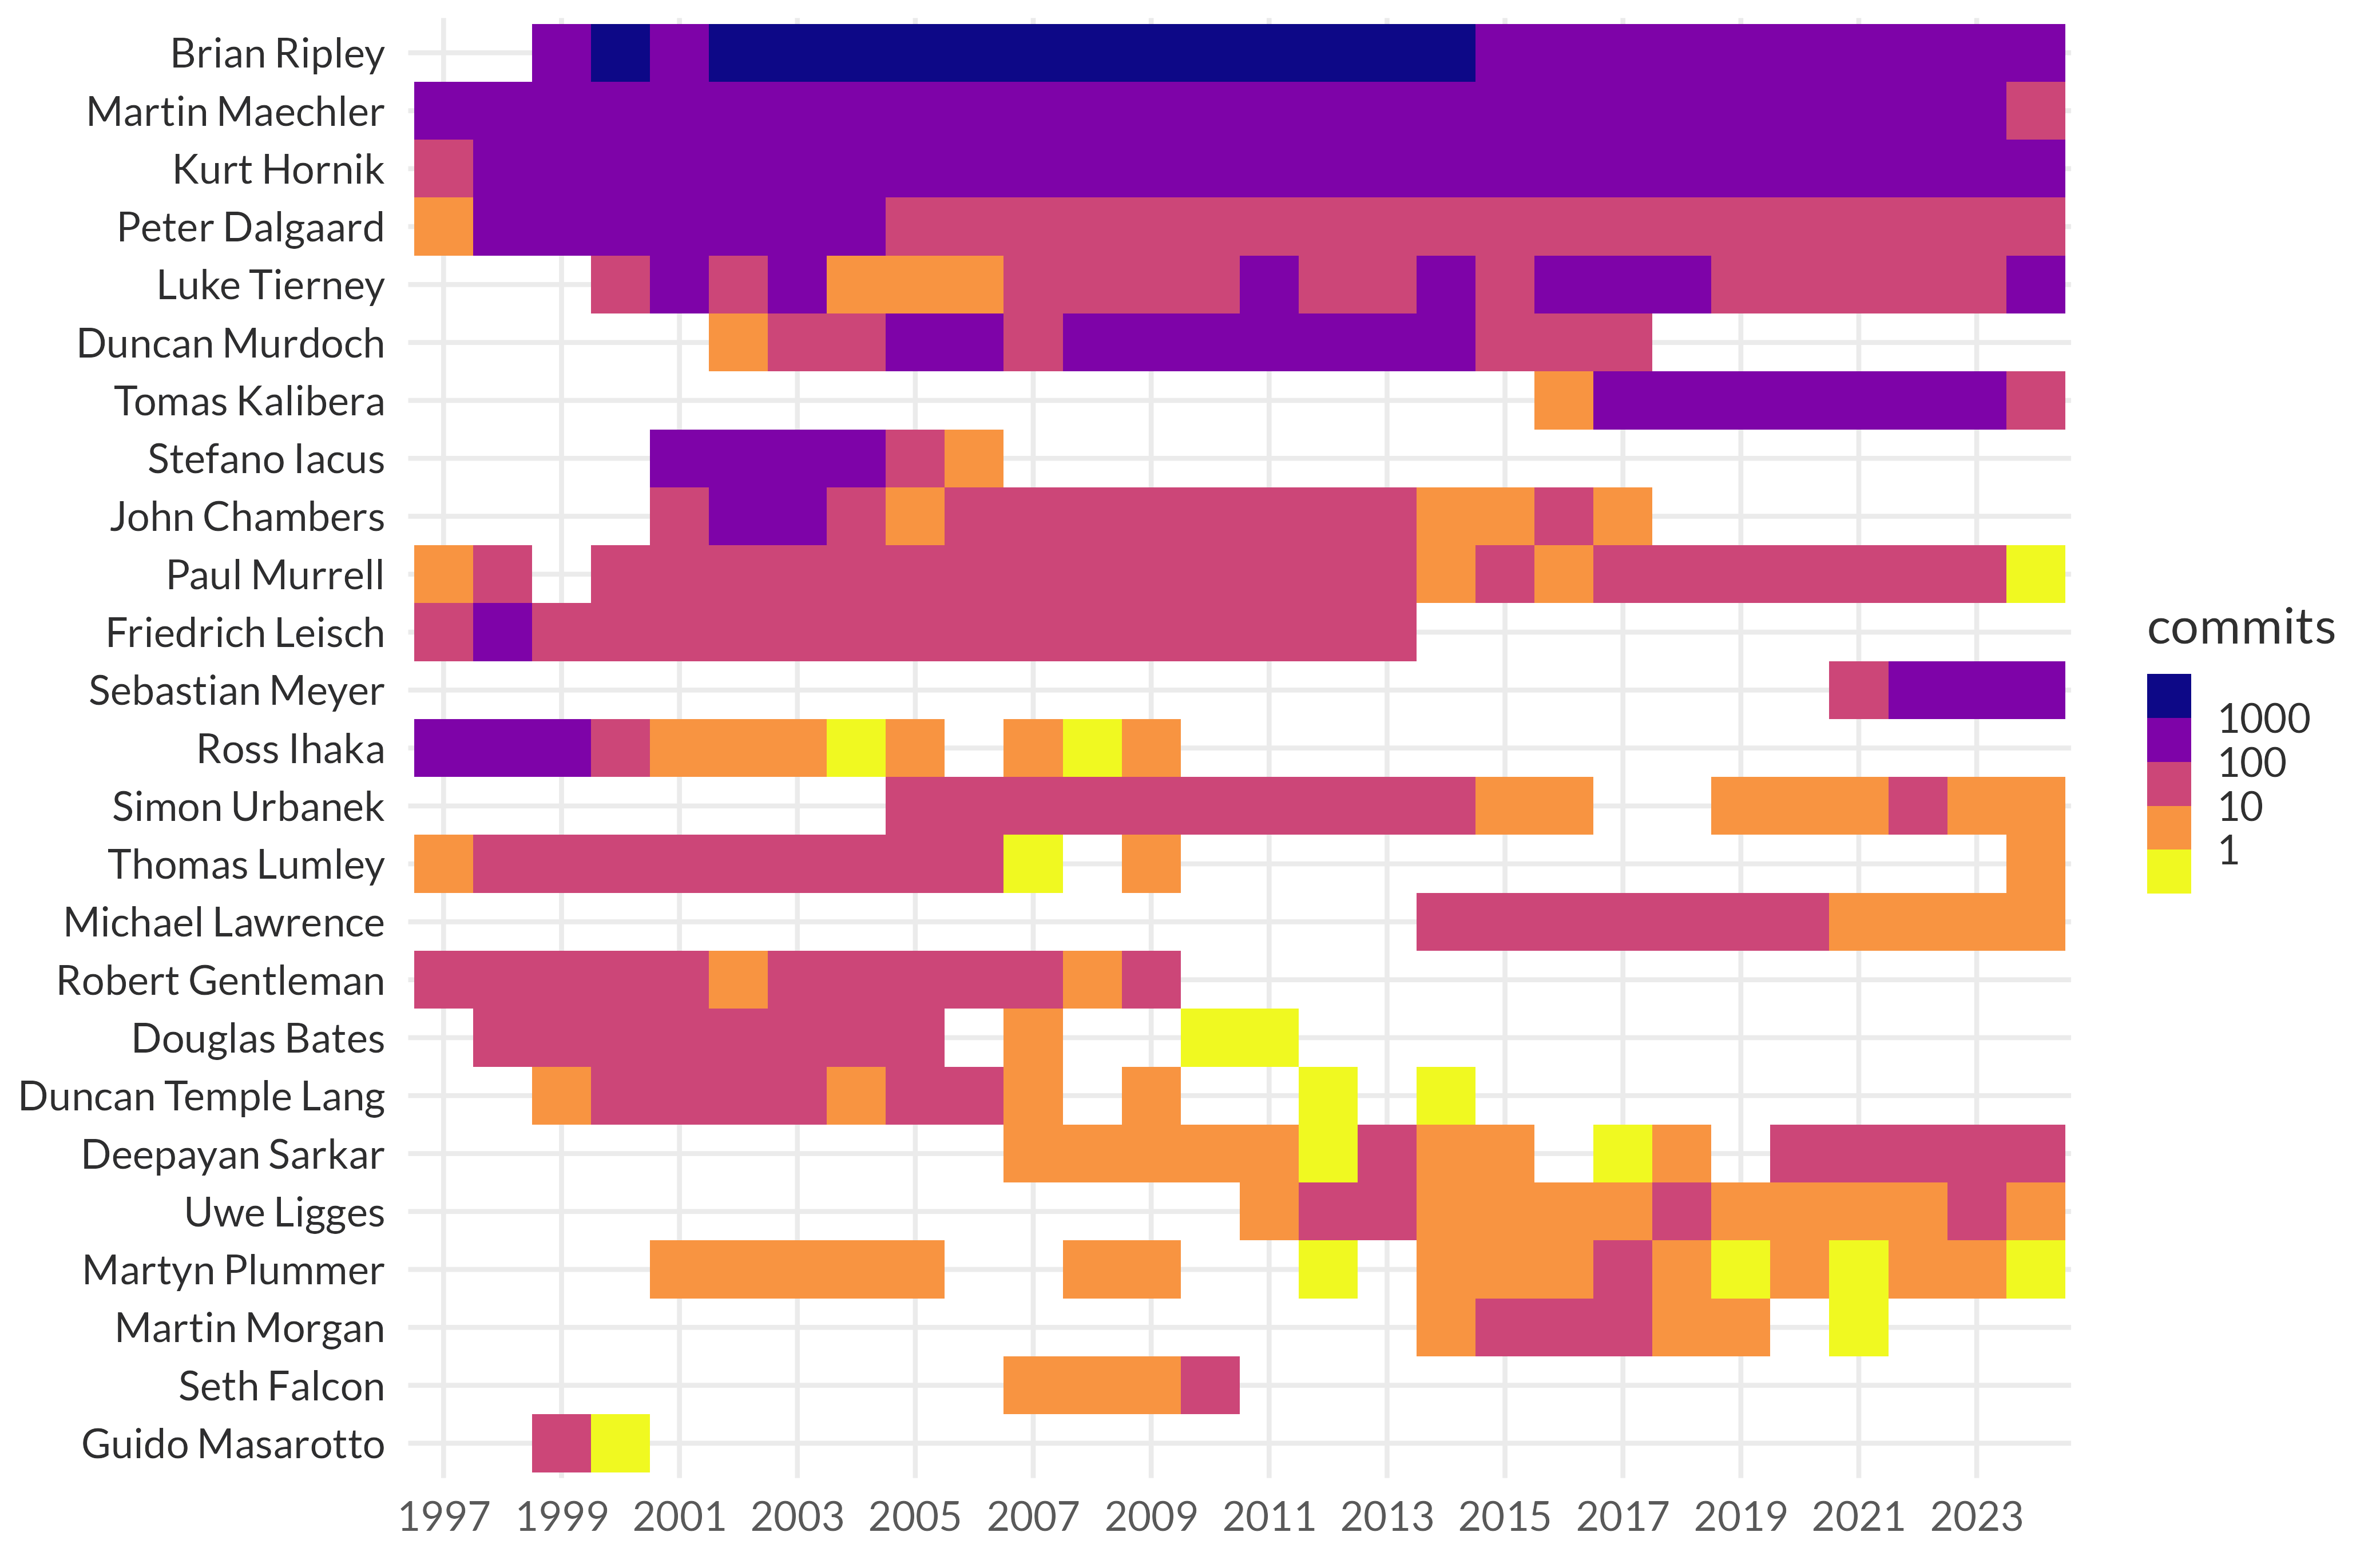 Brian Ripley
Martin Maechler
Kurt Hornik
Peter Dalgaard
Luke Tierney
Duncan Murdoch
Tomas Kalibera
Stefano Iacus
John Chambers
Paul Murrell
Friedrich Leisch
Sebastian Meyer
Ross Ihaka
Simon Urbanek
Thomas Lumley
Michael Lawrence
Robert Gentleman
Douglas Bates
Duncan Temple Lang
Deepayan Sarkar
Uwe Ligges
Martyn Plummer
Martin Morgan
Seth Falcon
Guido Masarotto
1997 1999 2001 2003 2005 2007 2009 2011 2013 2015 2017 2019 2021 2023
commits
1000
100
10
1